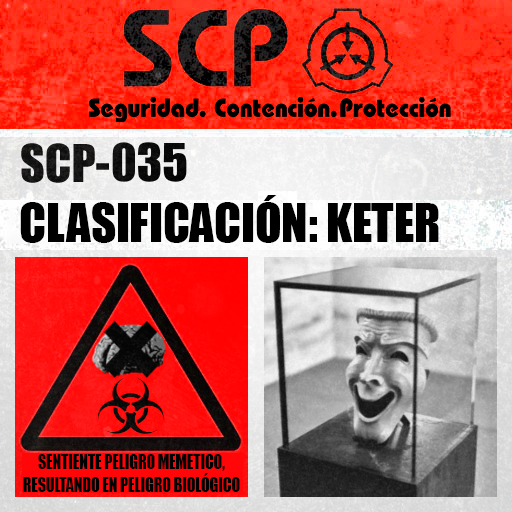 SCP
Seguridad. Contención.Protección
SCP-035
CLASIFICACIÓN: KETER
SENTIENTE PELIGRO MEMETICO,
RESULTANDO EN PELIGRO BIOLÓGICO